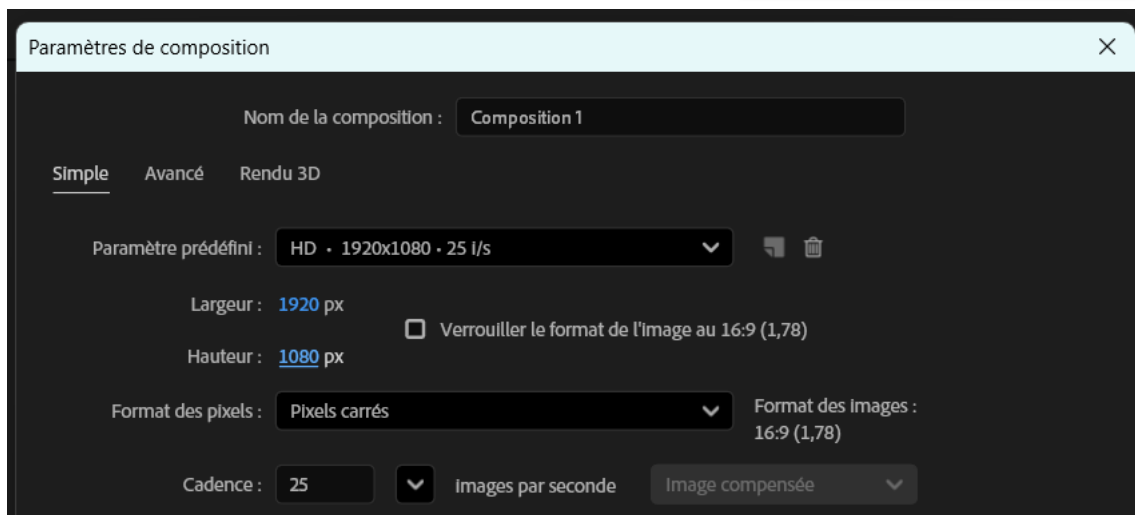 Paramètres de composition
Nom de la composition : Composition 1
Simple Avancé Rendu 3D
Paramètre prédéfini : HD • 1920x1080 • 25 i/s
Largeur : 1920 px
Verrouiller le format de l'image au 16:9 (1,78)
Hauteur : 1080 px
Format des pixels : Pixels carrés Format des images :
16:9 (1,78)
Cadence : 25 images par seconde Image compensée